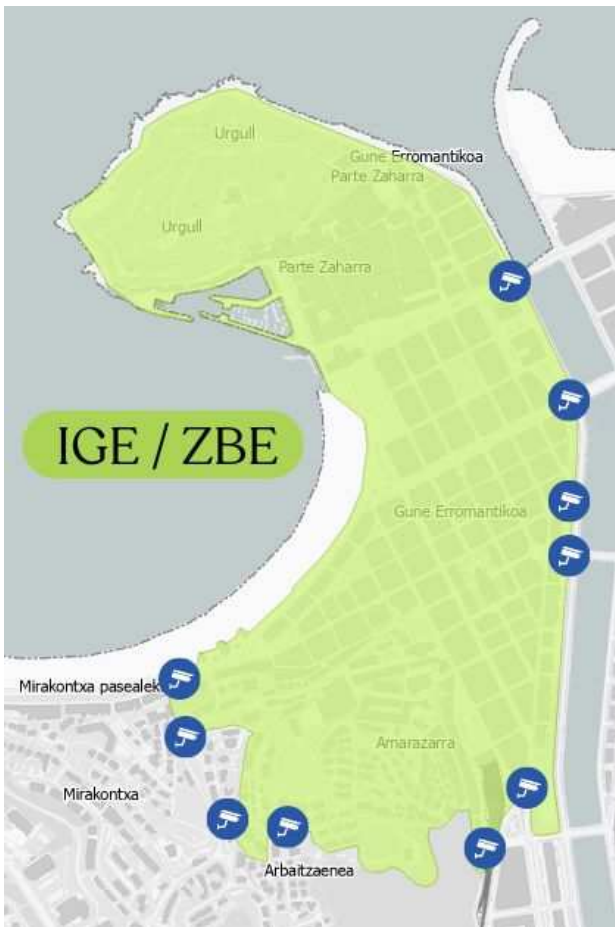 Urgull
Gune Erromantikoa
Parte Zaharra
Urgull
Parte Zaharra
IGE / ZBE
Gune Erromantikoa
Mirakontxa pasealek
Amarazarra
Mirakontxa
Arbaitzaenea